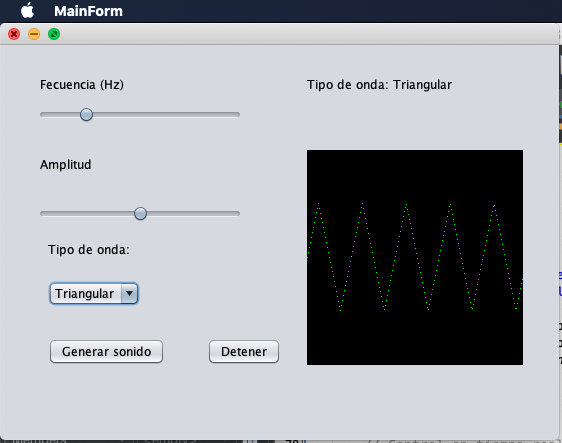 MainForm
Fecuencia (Hz)
Tipo de onda: Triangular
Amplitud
Tipo de onda:
Triangular
Generar sonido
Detener